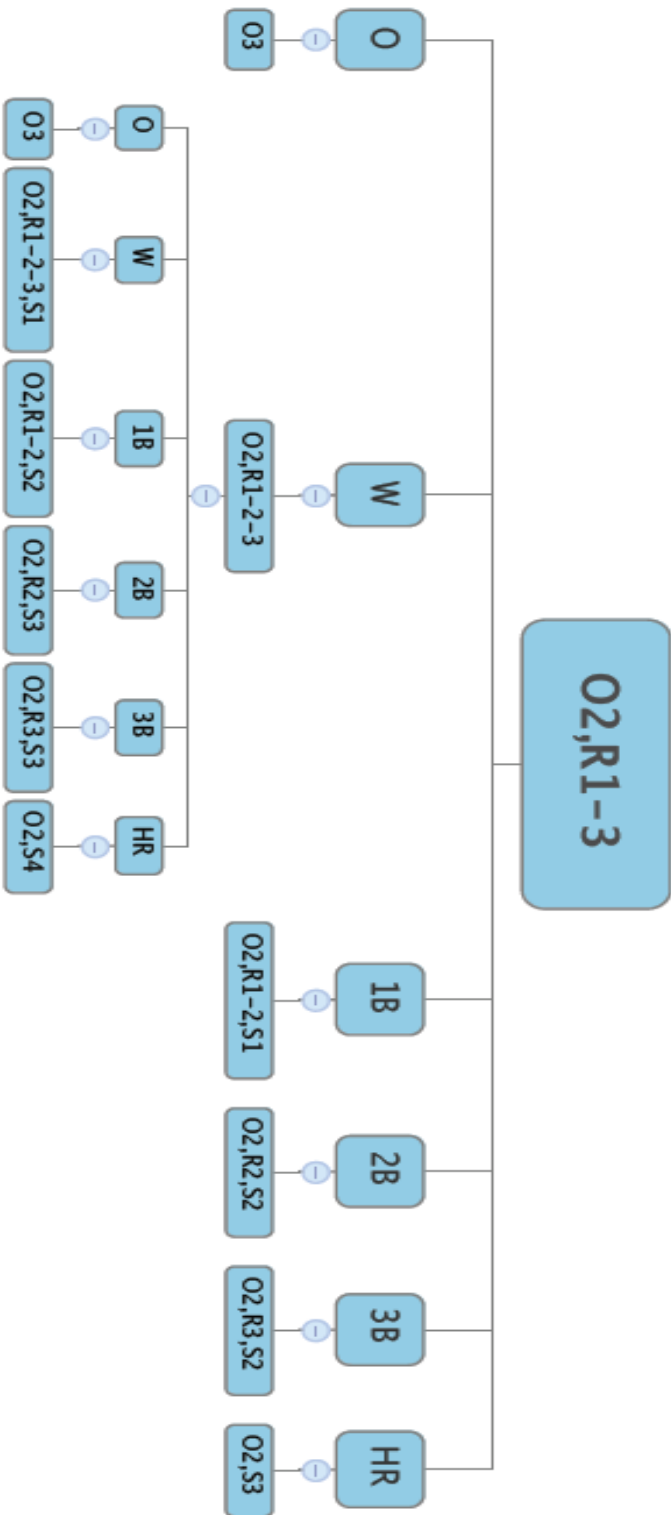 O2,R1-3
O
W
1B
2B
3B
HR
O3
O2,R1-2-3
O2,R1-2,S1
O2,R2,S2
O2,R3,S2
O2,S3
O
W
1B
2B
3B
HR
O3
O2,R1-2-3,S1
O2,R1-2,S2
O2,R2,S3
O2,R3,S3
O2,S4